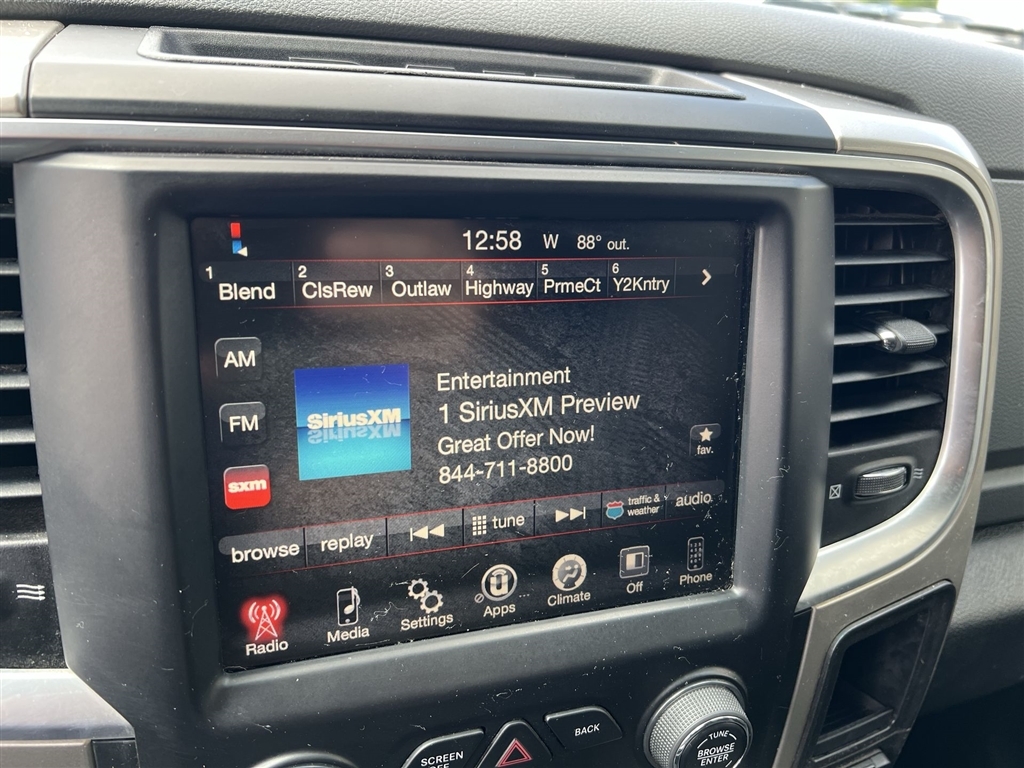 12:58 W 88° out.
1 Blend 2 ClsRew 3 Outlaw 4 Highway 5 PrmeCt 6 Y2Kntry
AM
FM
sxm
SiriusXM
Entertainment
1 SiriusXM Preview
Great Offer Now!
844-711-8800
fav.
browse replay tune traffic & weather audio
Radio Media Settings Apps Climate Off Phone
SCREEN
OFF
BACK
TUNE
BROWSE
ENTER